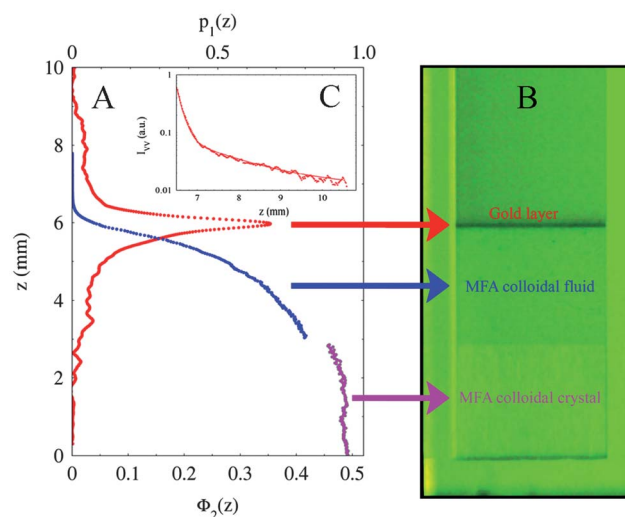 p₁(z)
0 0.5 1.0
10
8
6
4
2
0
z (mm)
A
C
1
0.1
0.01
I_VV (a.u.)
7 8 9 10
z (mm)
0 0.1 0.2 0.3 0.4 0.5
Φ₂(z)
B
Gold layer
MFA colloidal fluid
MFA colloidal crystal